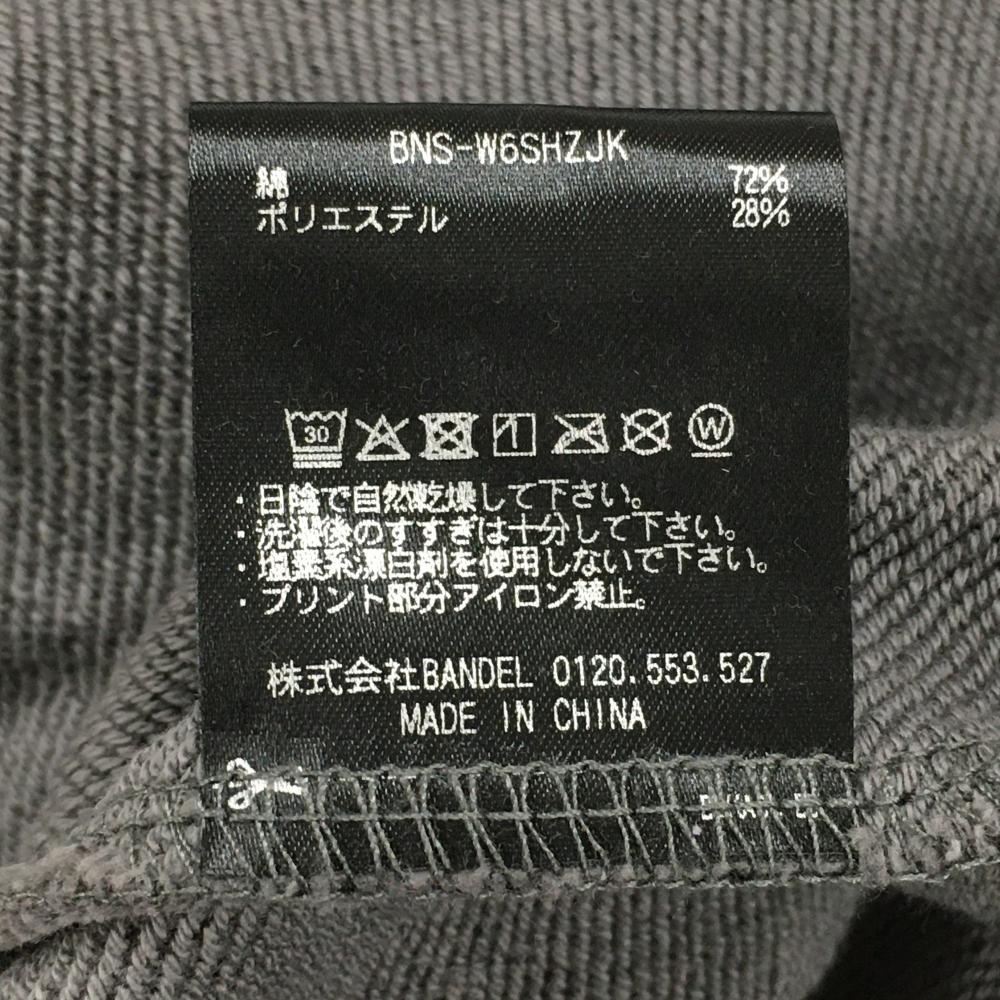 BNS-W6SHZJK
綿 72%
ポリエステル 28%
30 W
・日陰で自然乾燥して下さい。
・洗濯後のすすぎは十分して下さい。
・塩素系漂白剤を使用しないで下さい。
・プリント部分アイロン禁止。
株式会社BANDEL 0120.553.527
MADE IN CHINA